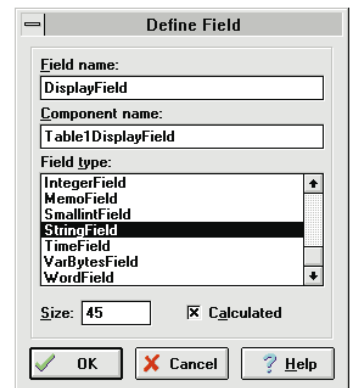 Define Field
Field name:
DisplayField
Component name:
Table1DisplayField
Field type:
IntegerField
MemoField
SmallintField
StringField
TimeField
VarBytesField
WordField
Size: 45 Calculated
OK Cancel Help